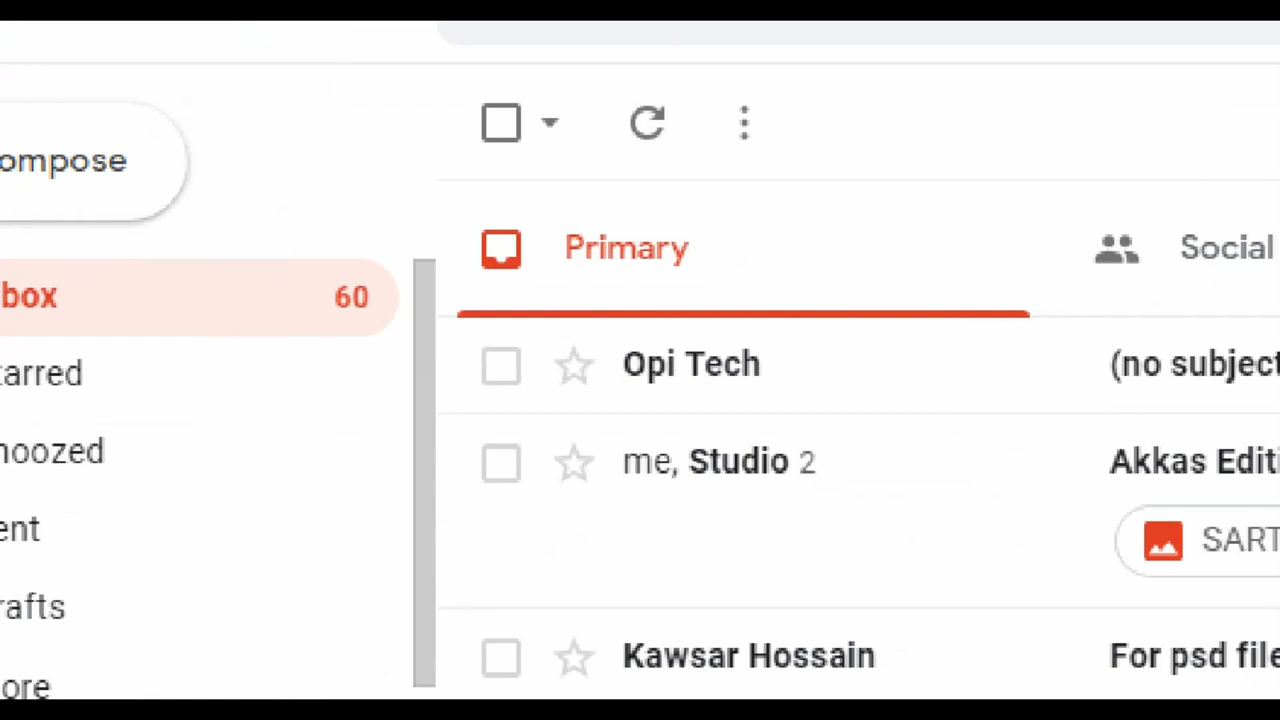 ompose
Primary
Social
box 60
Opi Tech (no subject
tarred
me, Studio 2 Akkas Editi
noozed
SART
ent
rafts
Kawsar Hossain For psd file
ore